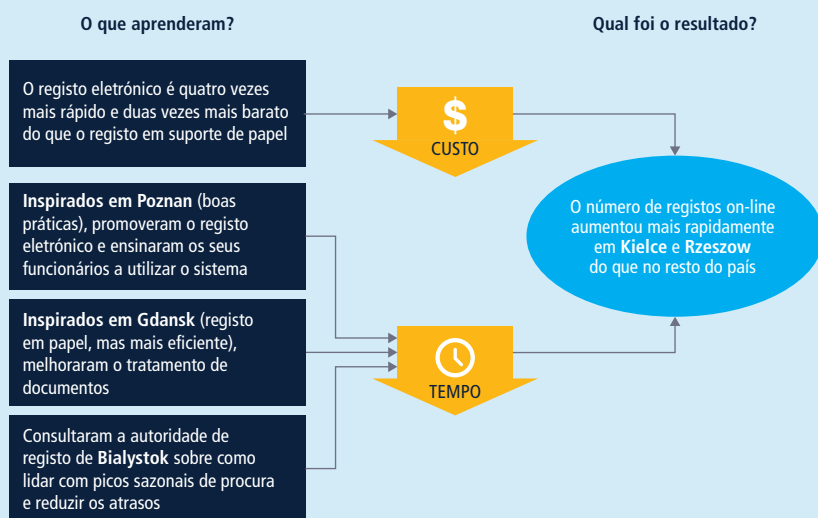 O que aprenderam?
Qual foi o resultado?
O registo eletrónico é quatro vezes
mais rápido e duas vezes mais barato
do que o registo em suporte de papel
$
CUSTO
Inspirados em Poznan (boas
práticas), promoveram o registo
eletrónico e ensinaram os seus
funcionários a utilizar o sistema
O número de registos on-line
aumentou mais rapidamente
em Kielce e Rzeszow
do que no resto do país
Inspirados em Gdansk (registo
em papel, mas mais eficiente),
melhoraram o tratamento de
documentos
TEMPO
Consultaram a autoridade de
registo de Bialystok sobre como
lidar com picos sazonais de procura
e reduzir os atrasos